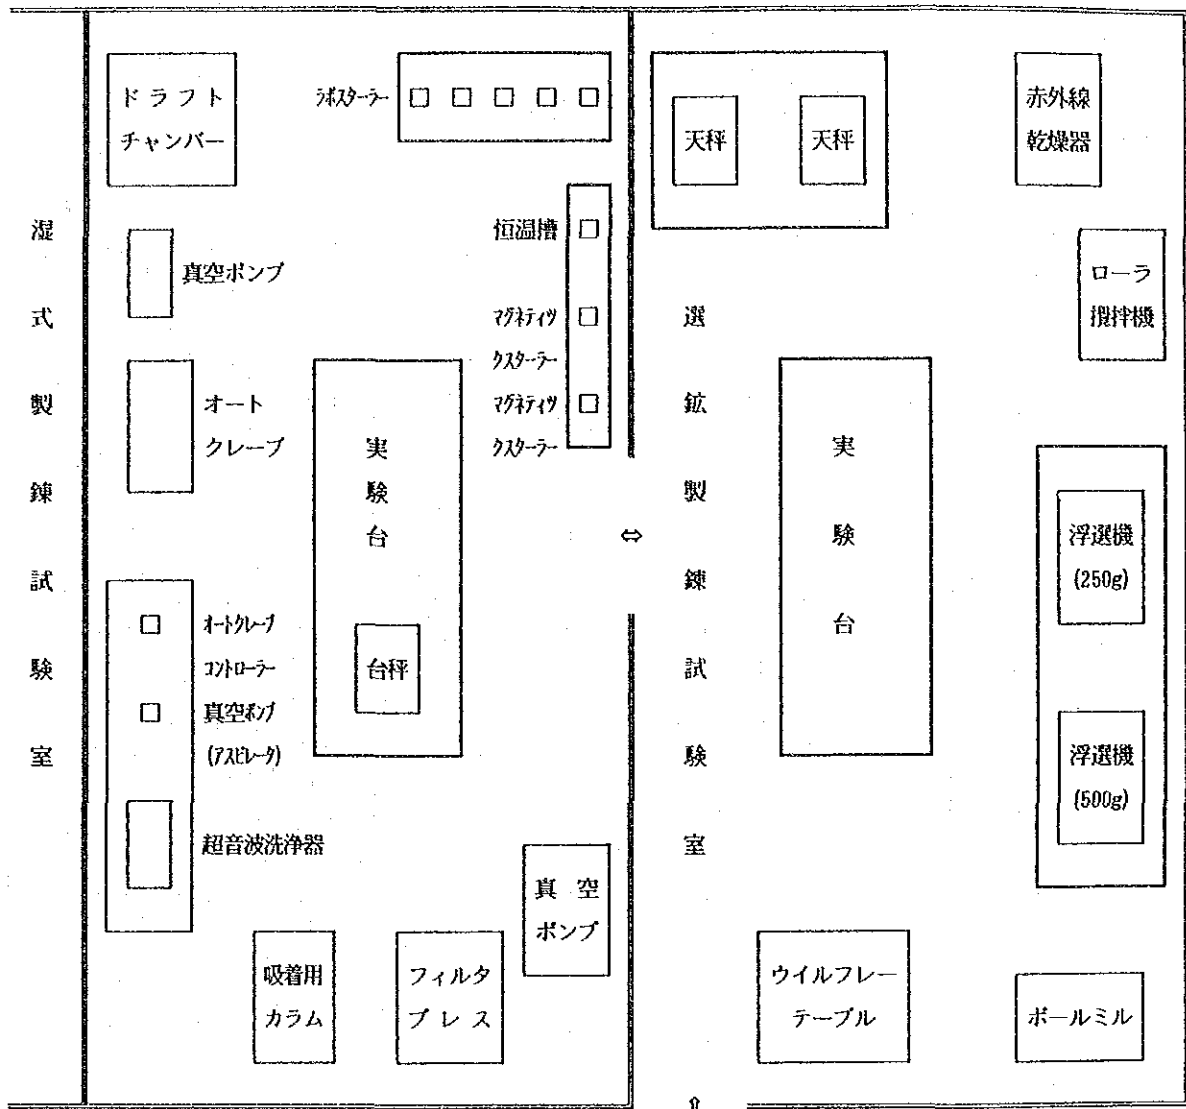 湿式製錬試験室
ドラフト
チャンバー
ラボスターラー
真空ポンプ
恒温槽
マグネティッ
クスターラー
マグネティッ
クスターラー
オート
クレーブ
実験台
台秤
オートクレーブ
コントローラー
真空ポンプ
(アスピレータ)
超音波洗浄器
真空
ポンプ
吸着用
カラム
フィルタ
プレス
⇔
選鉱製錬試験室
天秤
天秤
赤外線
乾燥器
ローラ
撹拌機
実験台
浮選機
(250g)
浮選機
(500g)
ウイルフレー
テーブル
ボールミル
⇧